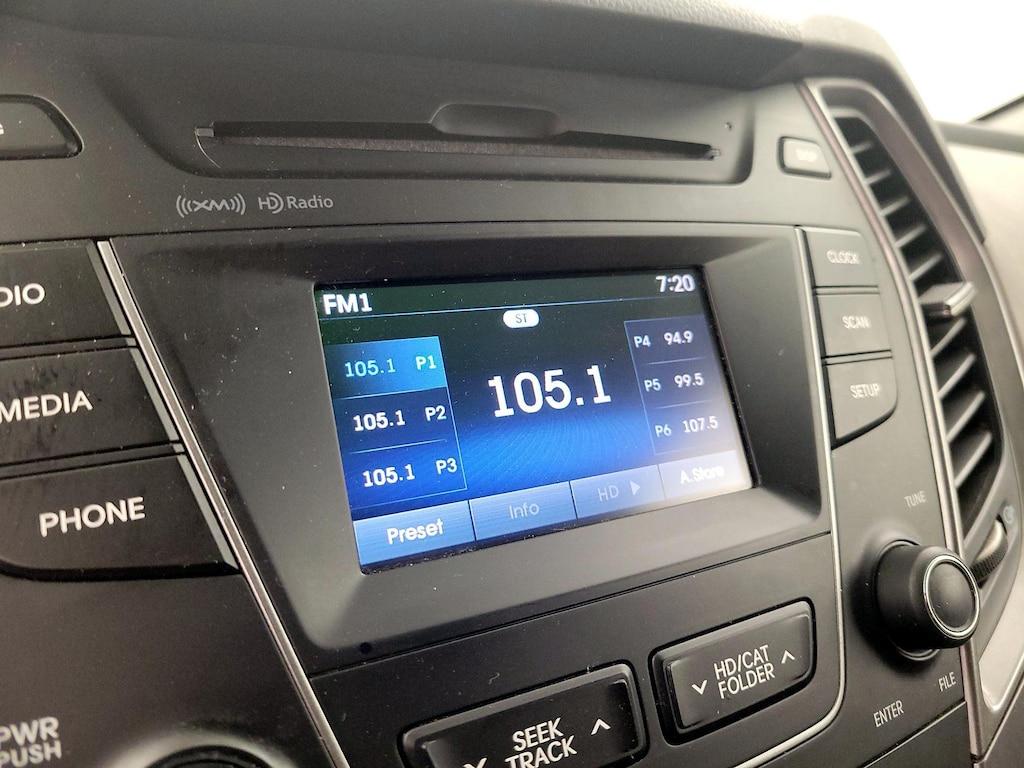 XM HD Radio
CLOCK
SCAN
SETUP
MEDIA
PHONE
FM1 7:20
ST
105.1 P1
105.1 P2
105.1 P3
105.1
P4 94.9
P5 99.5
P6 107.5
Preset Info HD A.Store
TUNE
FILE
ENTER
HD/CAT
FOLDER
SEEK
TRACK
PWR
PUSH